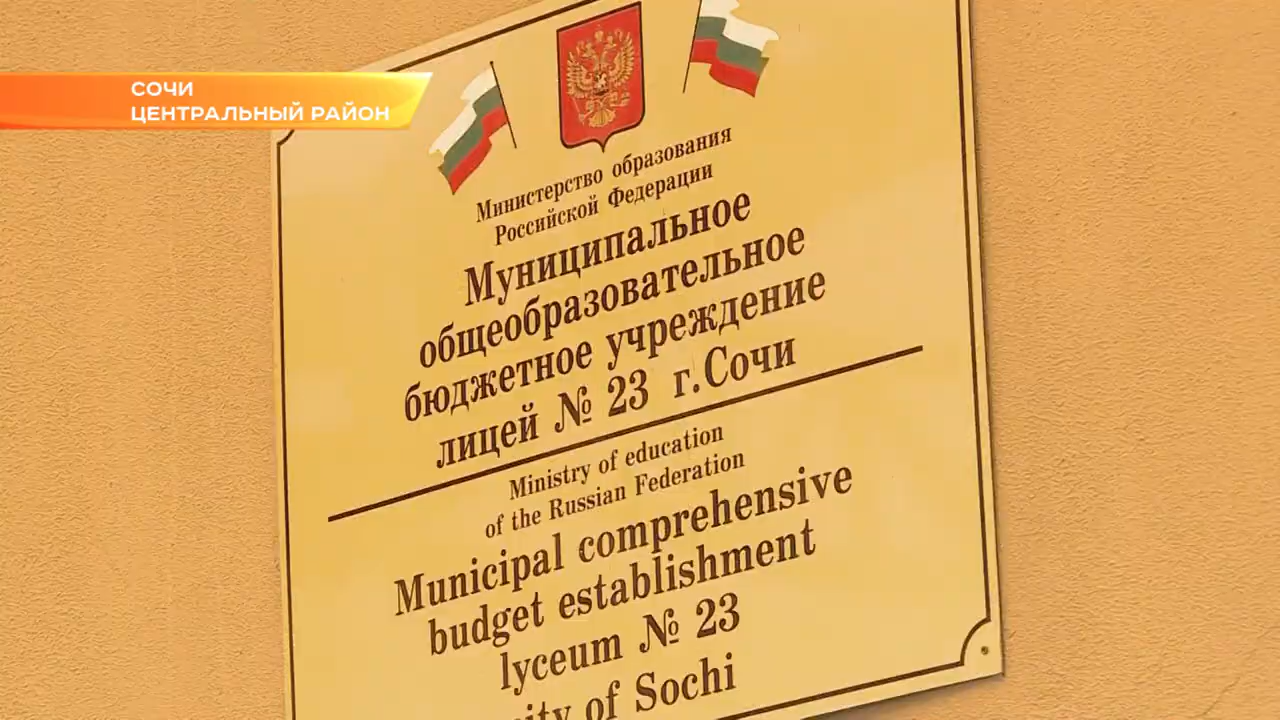 СОЧИ
ЦЕНТРАЛЬНЫЙ РАЙОН
Министерство образования
Российской Федерации
Муниципальное
общеобразовательное
бюджетное учреждение
лицей № 23 г.Сочи
Ministry of education
of the Russian Federation
Municipal comprehensive
budget establishment
lyceum № 23
of Sochi